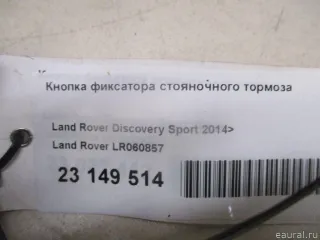 Кнопка фиксатора стояночного тормоза
Land Rover Discovery Sport 2014>
Land Rover LR060857
23 149 514
eaural.ru